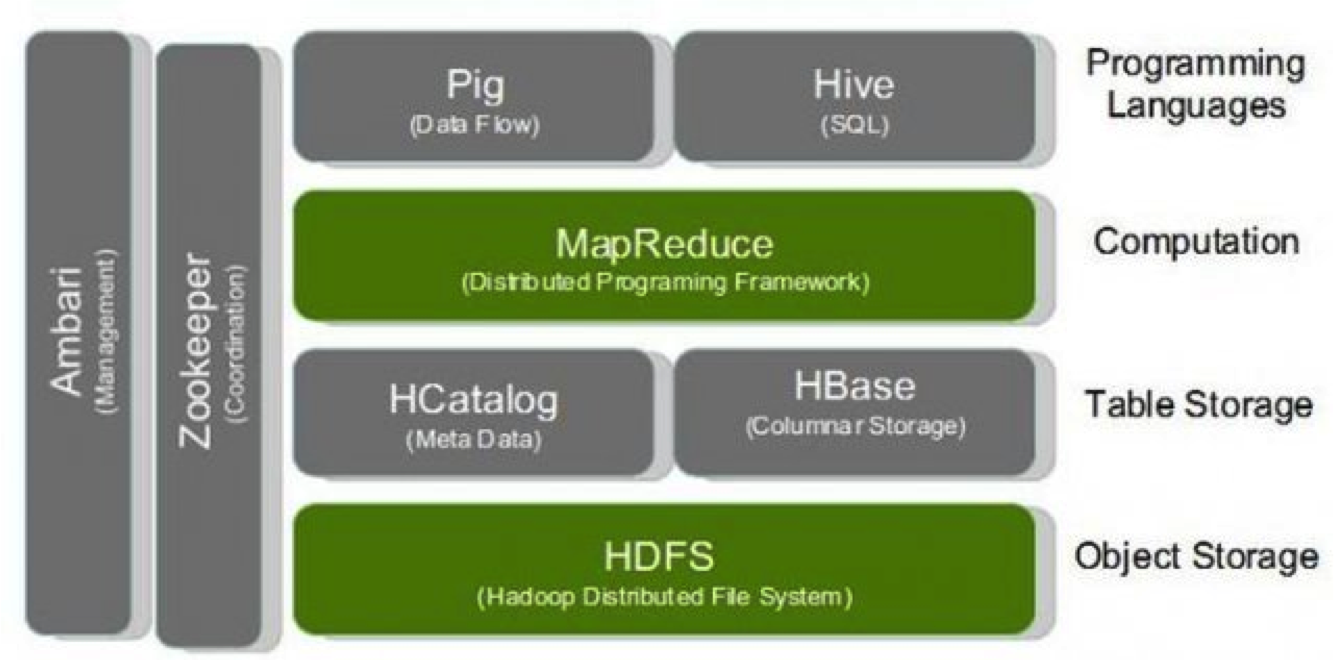 Ambari
(Management)
Zookeeper
(Coordination)
Pig
(Data Flow)
Hive
(SQL)
Programming
Languages
MapReduce
(Distributed Programing Framework)
Computation
HCatalog
(Meta Data)
HBase
(Columnar Storage)
Table Storage
HDFS
(Hadoop Distributed File System)
Object Storage